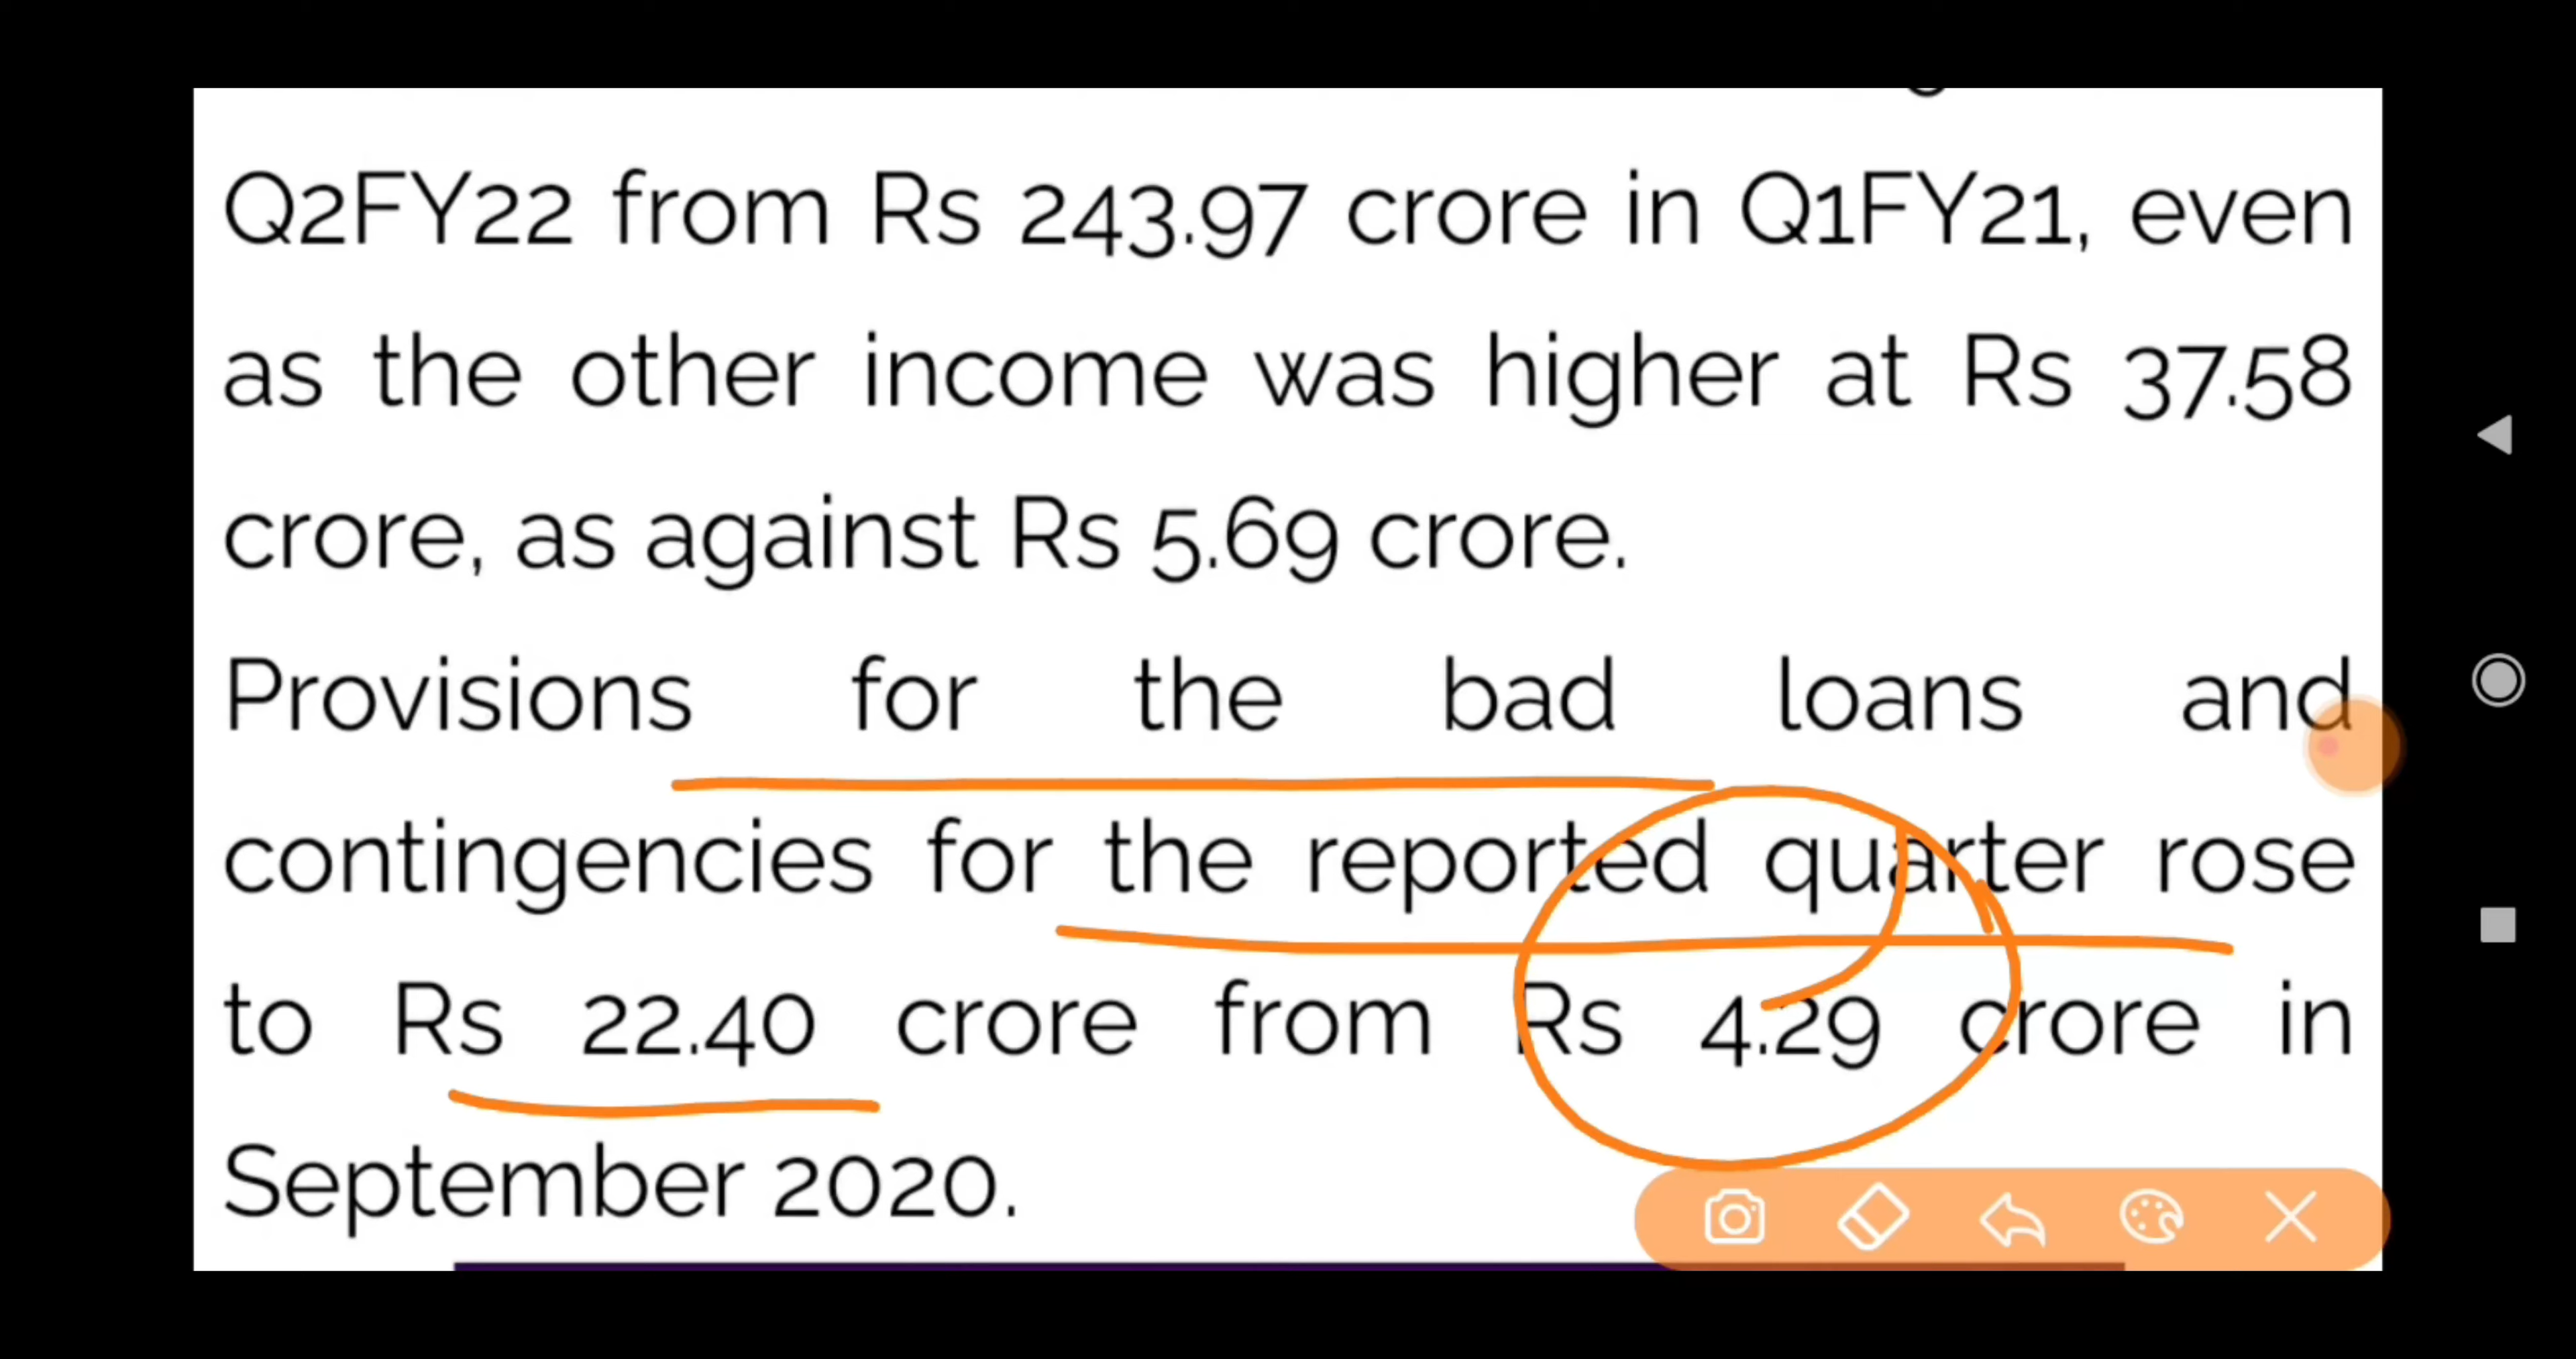 Q2FY22 from Rs 243.97 crore in Q1FY21, even
as the other income was higher at Rs 37.58
crore, as against Rs 5.69 crore.
Provisions for the bad loans and
contingencies for the reported quarter rose
to Rs 22.40 crore from Rs 4.29 crore in
September 2020.